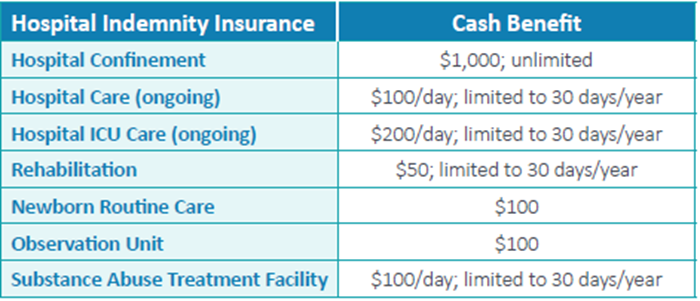 Hospital Indemnity Insurance Cash Benefit
Hospital Confinement $1,000; unlimited
Hospital Care (ongoing) $100/day; limited to 30 days/year
Hospital ICU Care (ongoing) $200/day; limited to 30 days/year
Rehabilitation $50; limited to 30 days/year
Newborn Routine Care $100
Observation Unit $100
Substance Abuse Treatment Facility $100/day; limited to 30 days/year